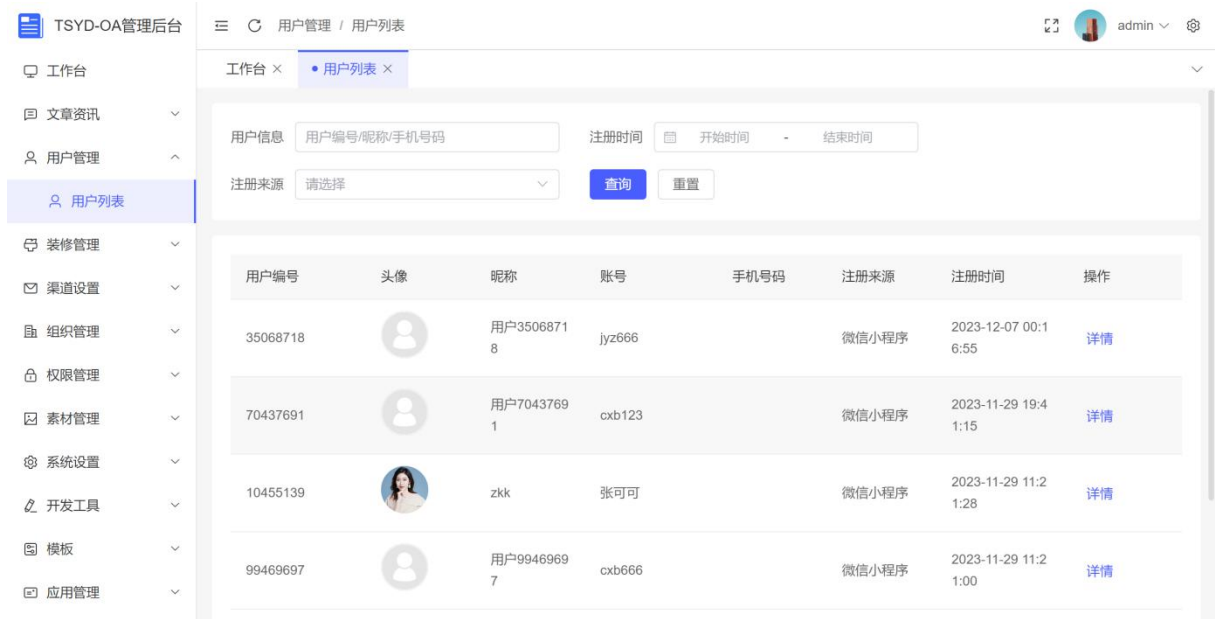 TSYD-OA管理后台
用户管理 / 用户列表
admin
工作台
文章资讯
用户管理
用户列表
装修管理
渠道设置
组织管理
权限管理
素材管理
系统设置
开发工具
模板
应用管理
工作台 × • 用户列表 ×
用户信息 用户编号/昵称/手机号码 注册时间 开始时间 - 结束时间
注册来源 请选择 查询 重置
用户编号 头像 昵称 账号 手机号码 注册来源 注册时间 操作
35068718 用户3506871 jyz666 微信小程序 2023-12-07 00:1 详情
8 6:55
70437691 用户7043769 cxb123 微信小程序 2023-11-29 19:4 详情
1 1:15
10455139 zkk 张可可 微信小程序 2023-11-29 11:2 详情
1:28
99469697 用户9946969 cxb666 微信小程序 2023-11-29 11:2 详情
7 1:00